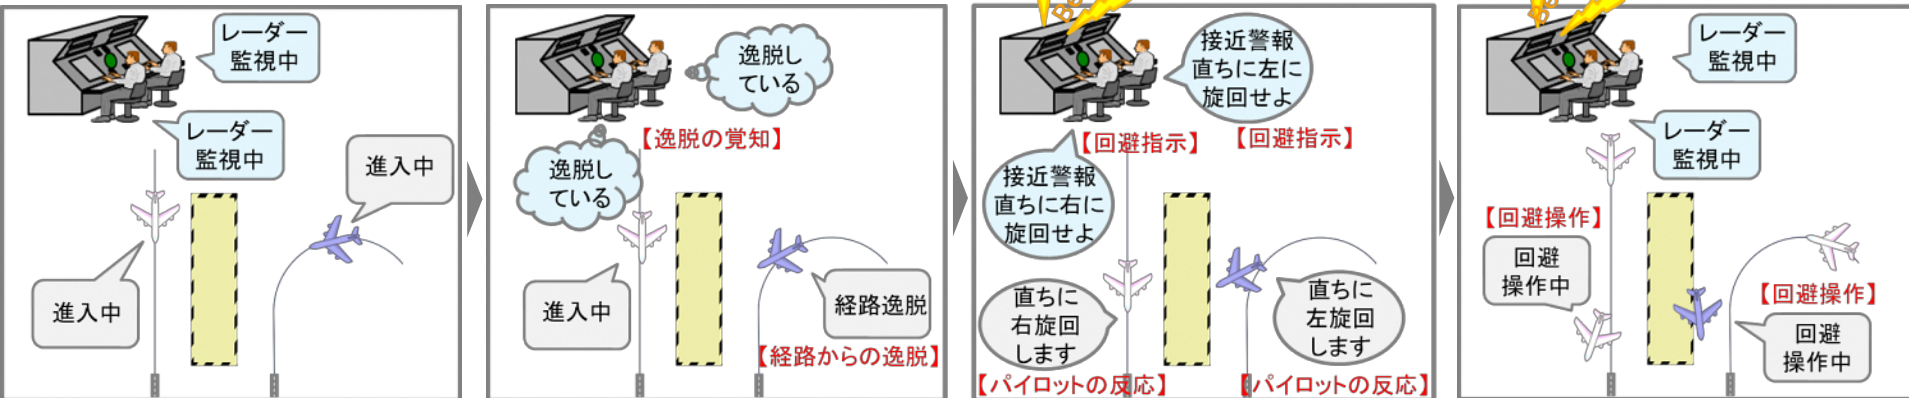 レーダー
監視中
レーダー
監視中
進入中
進入中
逸脱し
ている
【逸脱の覚知】
逸脱し
ている
進入中
経路逸脱
【経路からの逸脱】
接近警報
直ちに左に
旋回せよ
【回避指示】
【回避指示】
接近警報
直ちに右に
旋回せよ
直ちに
右旋回
します
直ちに
左旋回
します
【パイロットの反応】
【パイロットの反応】
レーダー
監視中
レーダー
監視中
【回避操作】
回避
操作中
【回避操作】
回避
操作中